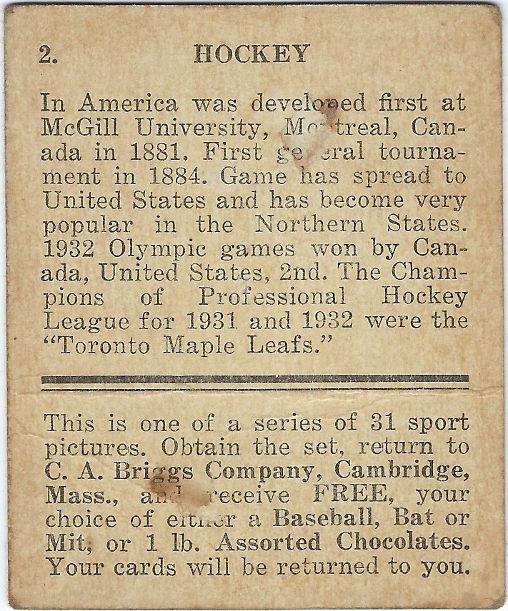 2. HOCKEY
In America was developed first at
McGill University, Montreal, Can-
ada in 1881. First general tourna-
ment in 1884. Game has spread to
United States and has become very
popular in the Northern States.
1932 Olympic games won by Can-
ada, United States, 2nd. The Cham-
pions of Professional Hockey
League for 1931 and 1932 were the
“Toronto Maple Leafs.”
This is one of a series of 31 sport
pictures. Obtain the set, return to
C. A. Briggs Company, Cambridge,
Mass., and receive FREE, your
choice of either a Baseball, Bat or
Mit, or 1 lb. Assorted Chocolates.
Your cards will be returned to you.